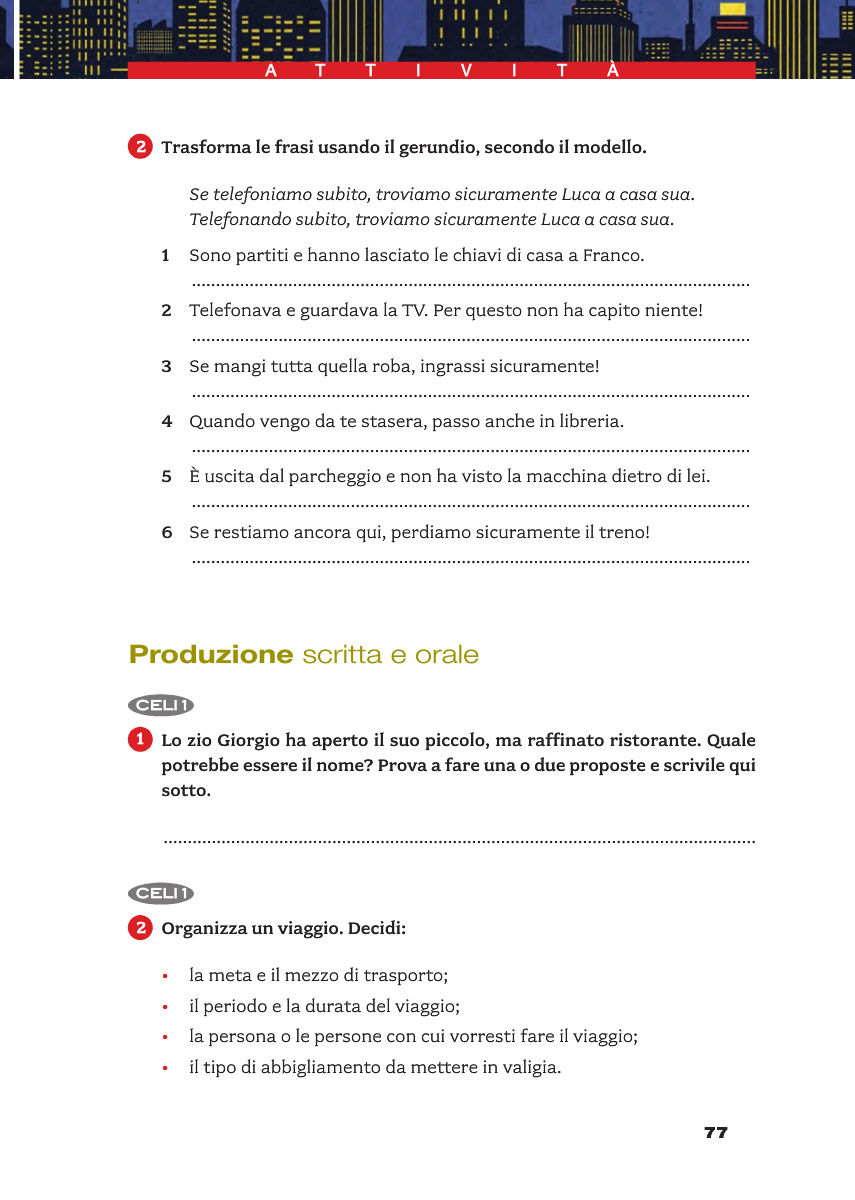 ATTIVITÀ
2 Trasforma le frasi usando il gerundio, secondo il modello.
Se telefoniamo subito, troviamo sicuramente Luca a casa sua.
Telefonando subito, troviamo sicuramente Luca a casa sua.
1 Sono partiti e hanno lasciato le chiavi di casa a Franco.
2 Telefonava e guardava la TV. Per questo non ha capito niente!
3 Se mangi tutta quella roba, ingrassi sicuramente!
4 Quando vengo da te stasera, passo anche in libreria.
5 È uscita dal parcheggio e non ha visto la macchina dietro di lei.
6 Se restiamo ancora qui, perdiamo sicuramente il treno!
Produzione scritta e orale
CELI 1
1 Lo zio Giorgio ha aperto il suo piccolo, ma raffinato ristorante. Quale
potrebbe essere il nome? Prova a fare una o due proposte e scrivile qui
sotto.
CELI 1
2 Organizza un viaggio. Decidi:
• la meta e il mezzo di trasporto;
• il periodo e la durata del viaggio;
• la persona o le persone con cui vorresti fare il viaggio;
• il tipo di abbigliamento da mettere in valigia.
77